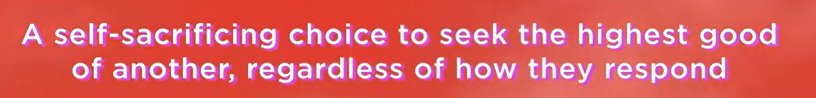 A self-sacrificing choice to seek the highest good
of another, regardless of how they respond